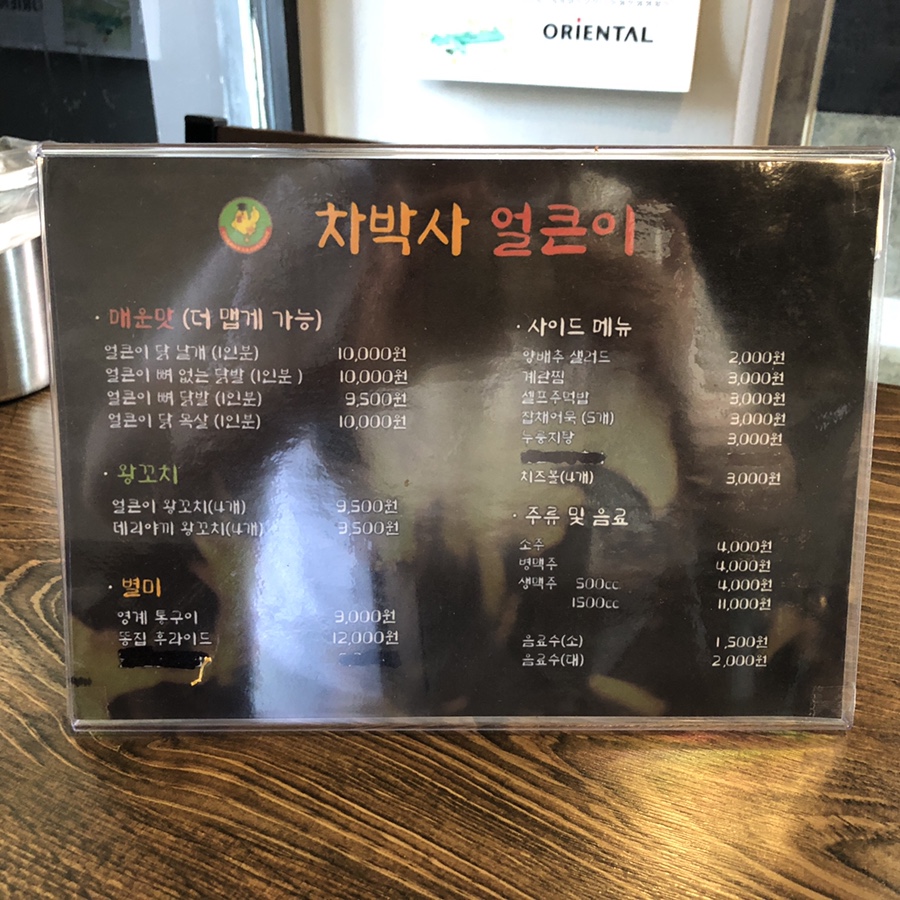 ORIENTAL
차박사 얼큰이
· 매운맛 (더 맵게 가능)
얼큰이 닭 날개 (1인분) 10,000원
얼큰이 뼈 없는 닭발 (1인분) 10,000원
얼큰이 뼈 닭발 (1인분) 9,500원
얼큰이 닭 목살 (1인분) 10,000원
· 왕꼬치
얼큰이 왕꼬치(4개) 9,500원
데리야끼 왕꼬치(4개) 9,500원
· 별미
영계 통구이 9,000원
똥집 후라이드 12,000원
· 사이드 메뉴
양배추 샐러드 2,000원
계란찜 3,000원
셀프주먹밥 3,000원
잡채어묵 (5개) 3,000원
누룽지탕 3,000원
치즈볼(4개) 3,000원
· 주류 및 음료
소주 4,000원
병맥주 4,000원
생맥주 500cc 4,000원
1500cc 11,000원
음료수(소) 1,500원
음료수(대) 2,000원